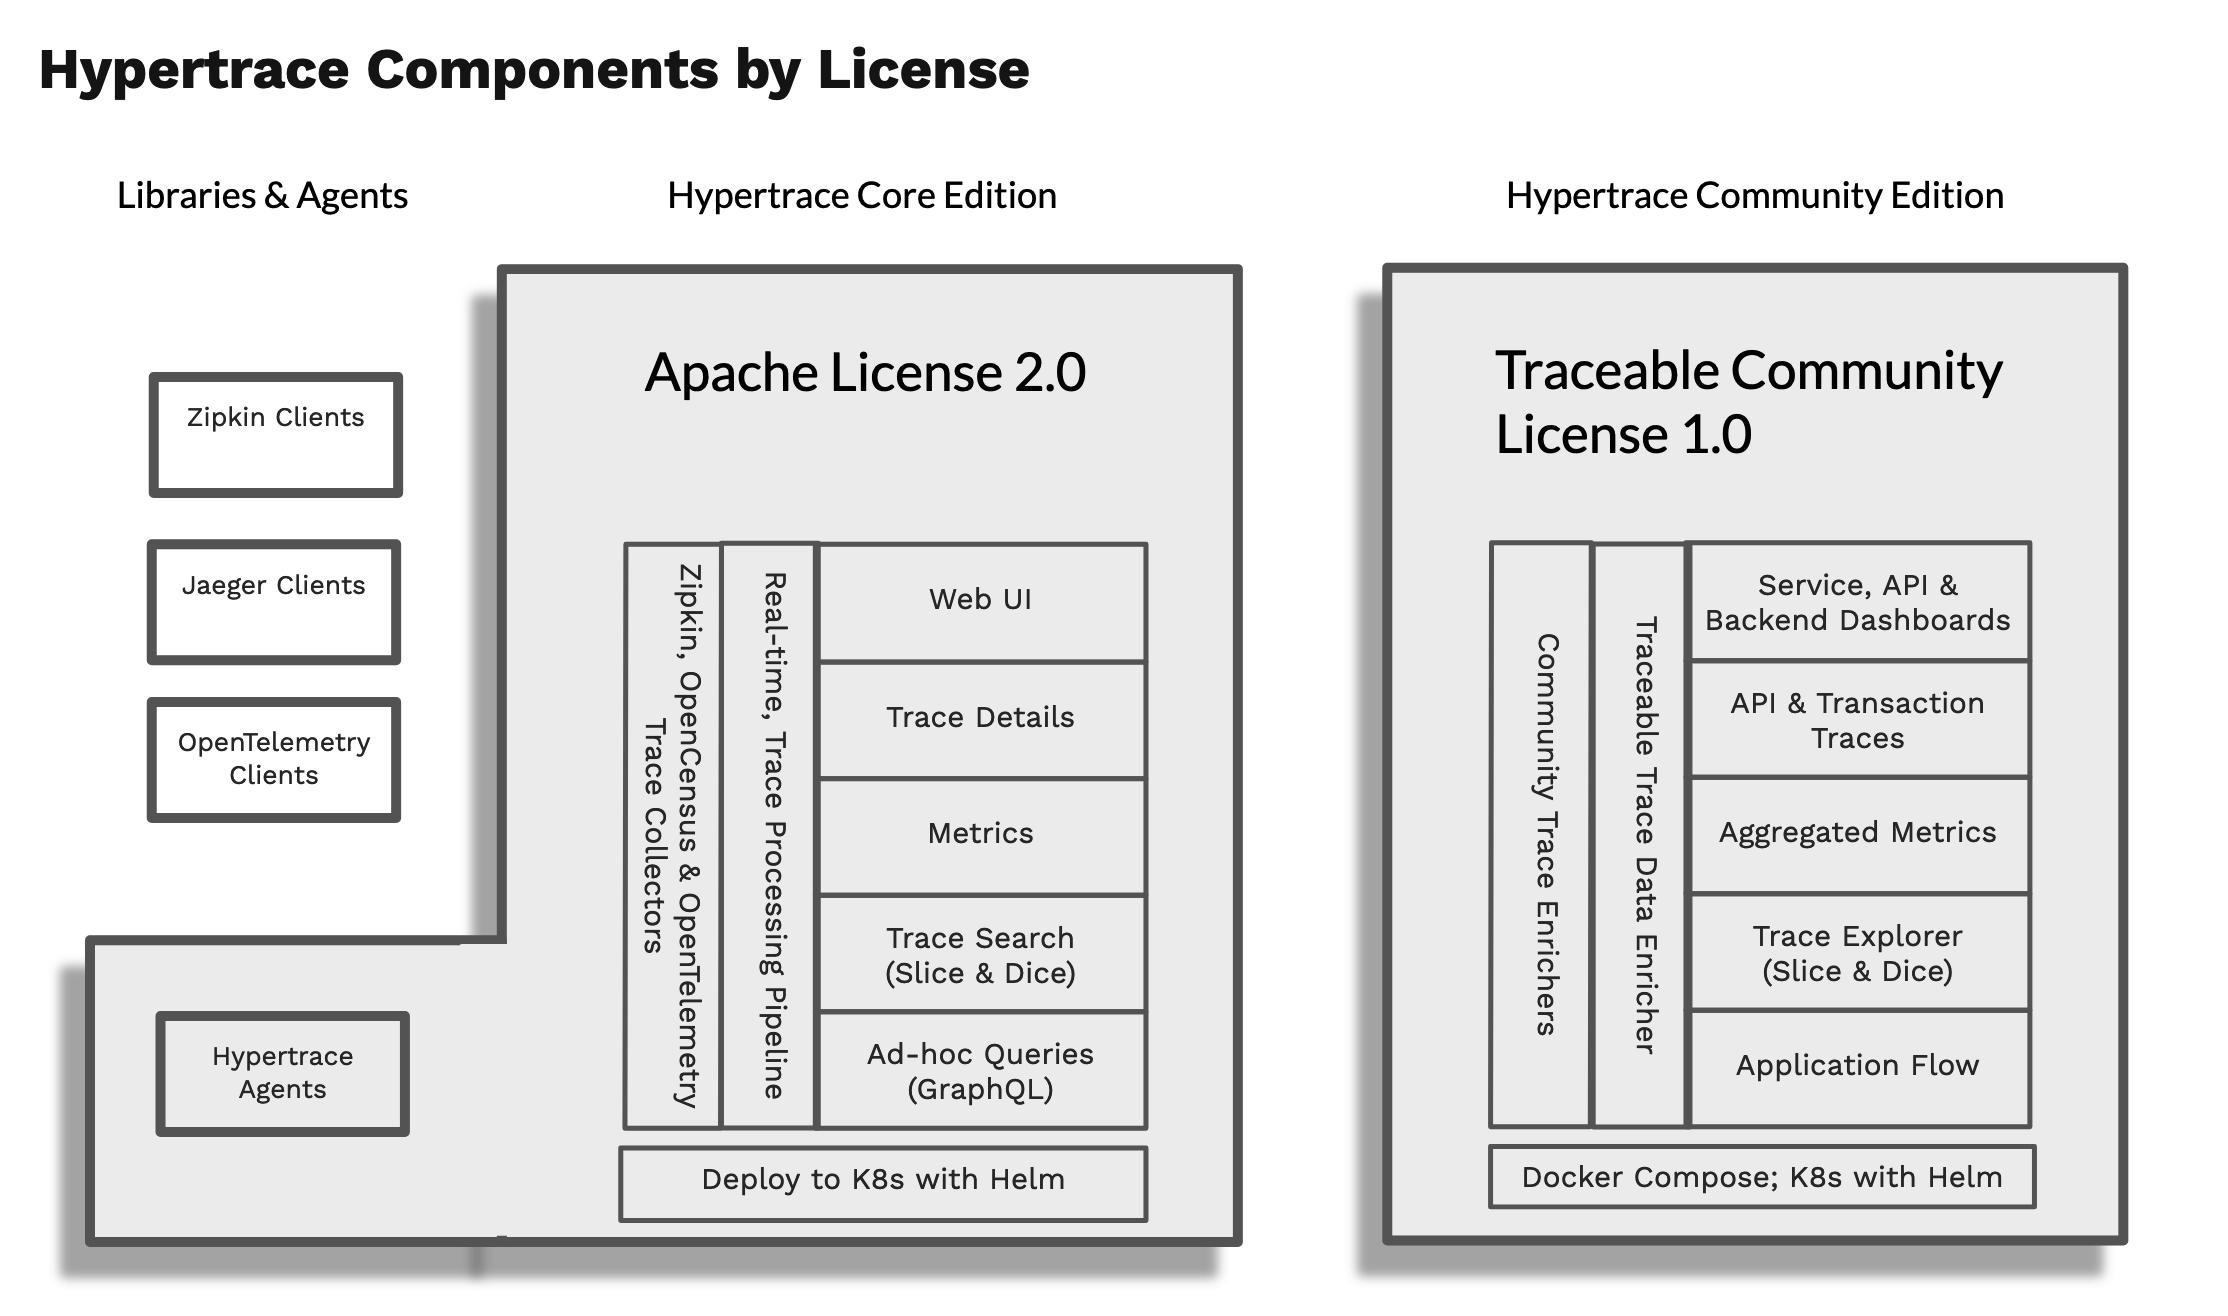 Hypertrace Components by License
Libraries & Agents
Hypertrace Core Edition
Hypertrace Community Edition
Zipkin Clients
Jaeger Clients
OpenTelemetry
Clients
Hypertrace
Agents
Apache License 2.0
Zipkin, OpenCensus & OpenTelemetry
Trace Collectors
Real-time, Trace Processing Pipeline
Web UI
Trace Details
Metrics
Trace Search
(Slice & Dice)
Ad-hoc Queries
(GraphQL)
Deploy to K8s with Helm
Traceable Community
License 1.0
Community Trace Enrichers
Traceable Trace Data Enricher
Service, API &
Backend Dashboards
API & Transaction
Traces
Aggregated Metrics
Trace Explorer
(Slice & Dice)
Application Flow
Docker Compose; K8s with Helm